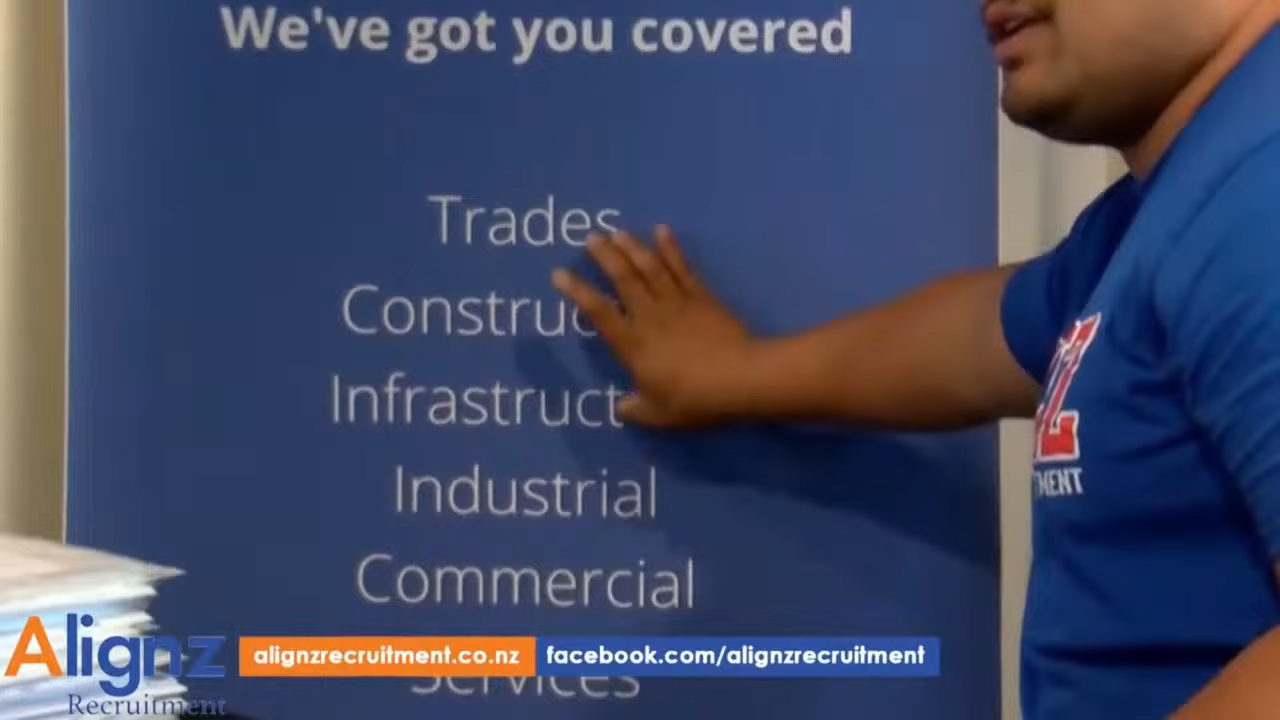 We've got you covered
Trades
Construc
Infrastruct
Industrial
Commercial
Services
Alignz
Recruitment
alignzrecruitment.co.nz
facebook.com/alignzrecruitment
Z
TMENT